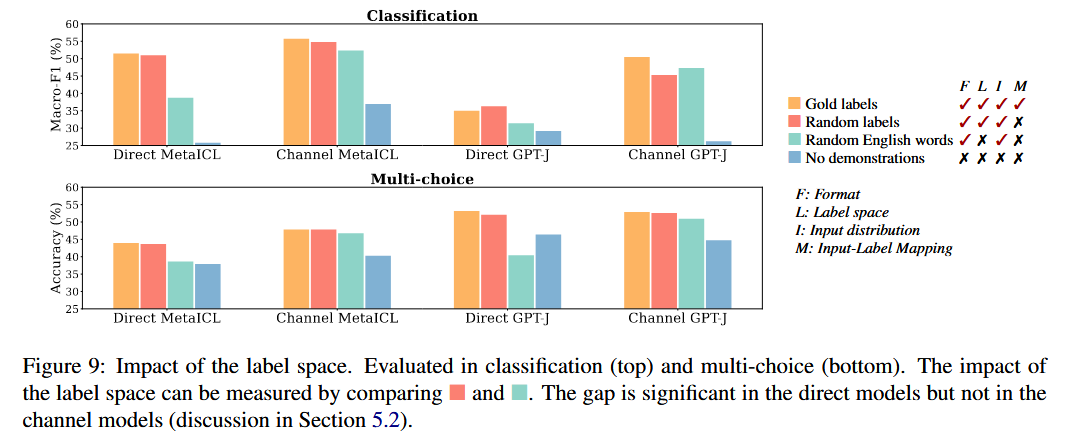 Classification
Macro-F1 (%)
60
55
50
45
40
35
30
25
Direct MetaICL
Channel MetaICL
Direct GPT-J
Channel GPT-J
F L I M
Gold labels ✓ ✓ ✓ ✓
Random labels ✓ ✓ ✓ ✗
Random English words ✓ ✗ ✓ ✗
No demonstrations ✗ ✗ ✗ ✗
F: Format
L: Label space
I: Input distribution
M: Input-Label Mapping
Multi-choice
Accuracy (%)
60
55
50
45
40
35
30
25
Direct MetaICL
Channel MetaICL
Direct GPT-J
Channel GPT-J
Figure 9: Impact of the label space. Evaluated in classification (top) and multi-choice (bottom). The impact of
the label space can be measured by comparing ■ and ■. The gap is significant in the direct models but not in the
channel models (discussion in Section 5.2).